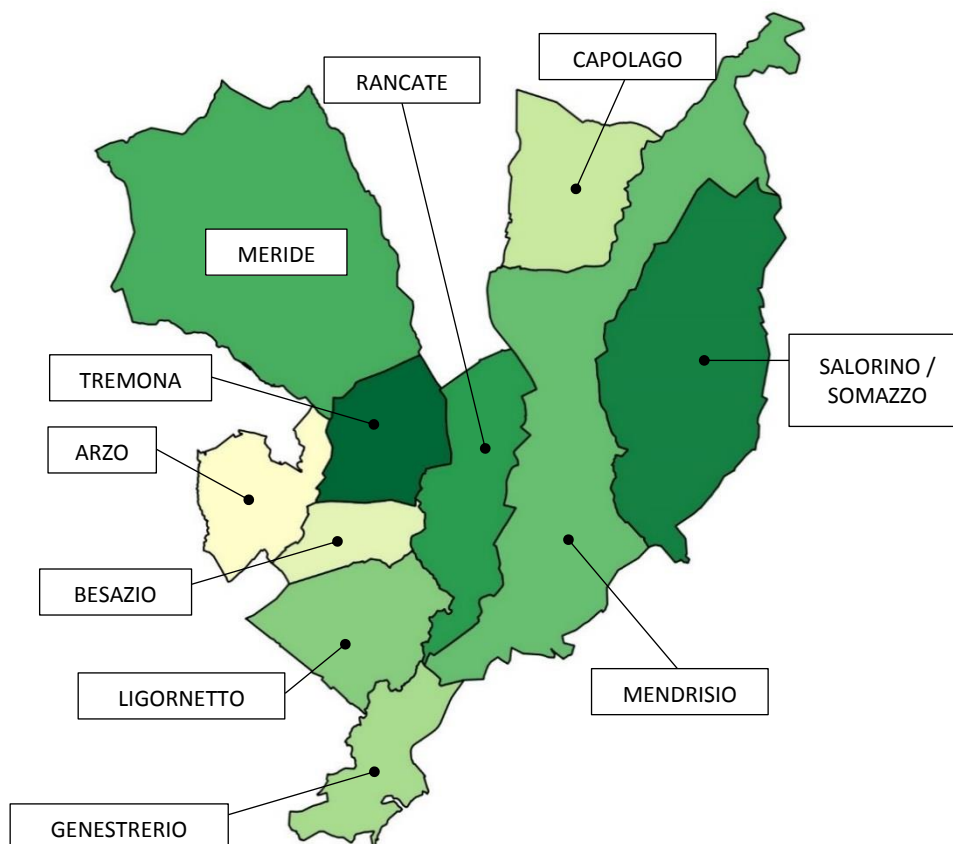 CAPOLAGO
RANCATE
MERIDE
TREMONA
SALORINO /
SOMAZZO
ARZO
BESAZIO
LIGORNETTO
MENDRISIO
GENESTRERIO